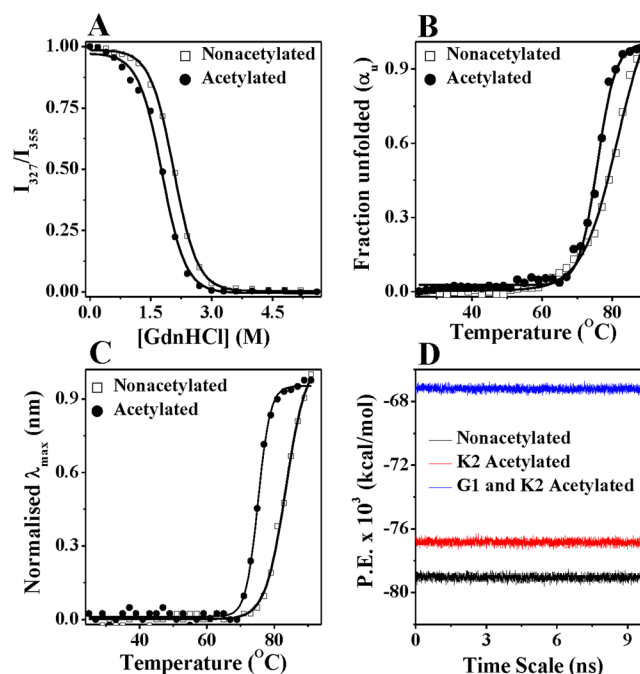 A
Nonacetylated
Acetylated
1.00
0.75
0.50
0.25
0.00
I327/I355
0.0 1.5 3.0 4.5
[GdnHCl] (M)
B
Nonacetylated
Acetylated
0.9
0.6
0.3
0.0
Fraction unfolded (αu)
40 60 80
Temperature (OC)
C
Nonacetylated
Acetylated
0.9
0.6
0.3
0.0
Normalised λmax (nm)
40 60 80
Temperature (OC)
D
-68
-72
-76
-80
P.E. x 10³ (kcal/mol)
Nonacetylated
K2 Acetylated
G1 and K2 Acetylated
0 3 6 9
Time Scale (ns)